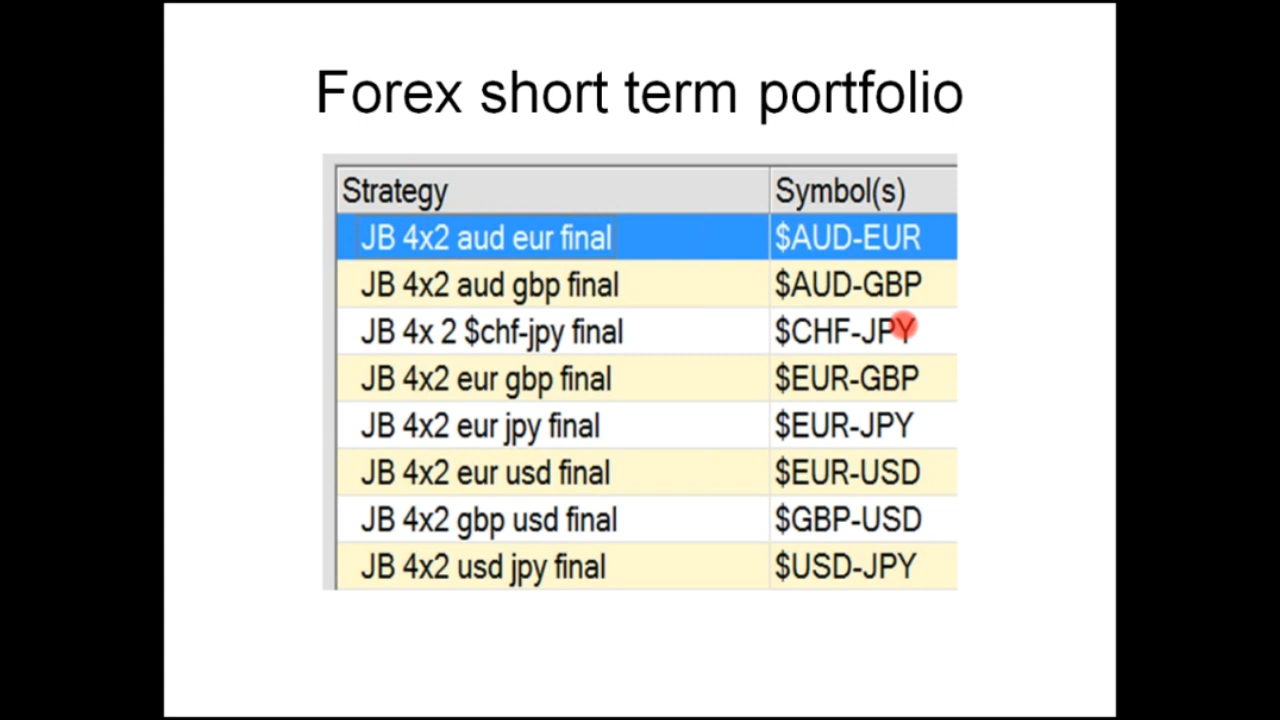 Forex short term portfolio
Strategy Symbol(s)
JB 4x2 aud eur final $AUD-EUR
JB 4x2 aud gbp final $AUD-GBP
JB 4x 2 $chf-jpy final $CHF-JPY
JB 4x2 eur gbp final $EUR-GBP
JB 4x2 eur jpy final $EUR-JPY
JB 4x2 eur usd final $EUR-USD
JB 4x2 gbp usd final $GBP-USD
JB 4x2 usd jpy final $USD-JPY